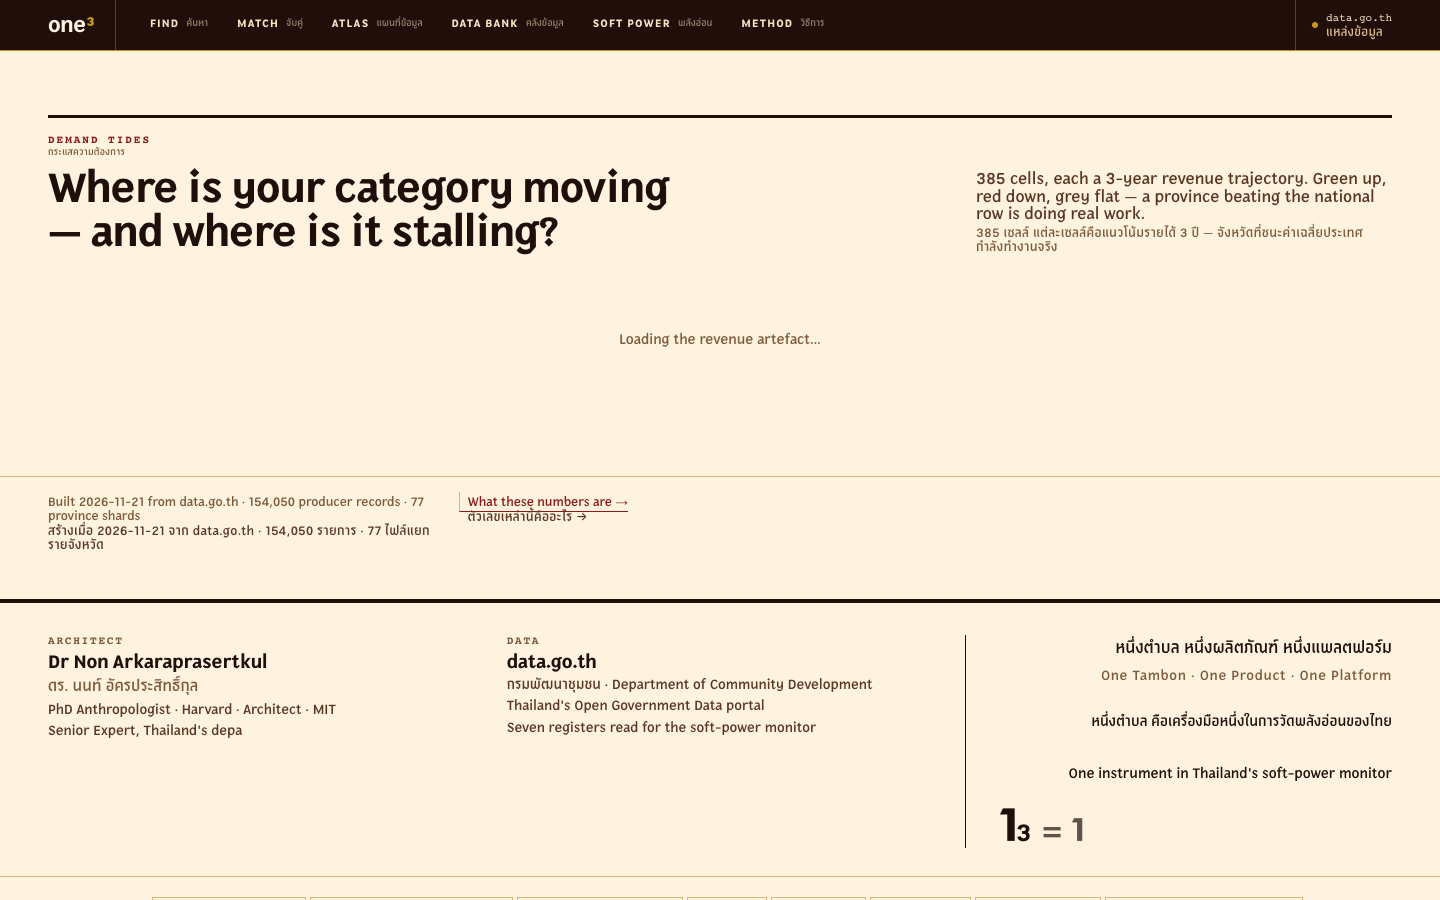 one³
FIND ค้นหา
MATCH จับคู่
ATLAS แผนที่ข้อมูล
DATA BANK คลังข้อมูล
SOFT POWER พลังอ่อน
METHOD วิธีการ
data.go.th
แหล่งข้อมูล
DEMAND TIDES
กระแสความต้องการ
Where is your category moving
— and where is it stalling?
385 cells, each a 3-year revenue trajectory. Green up,
red down, grey flat — a province beating the national
row is doing real work.
385 เซลล์ แต่ละเซลล์คือแนวโน้มรายได้ 3 ปี — จังหวัดที่ชนะค่าเฉลี่ยประเทศ
กำลังทำงานจริง
Loading the revenue artefact…
Built 2026-11-21 from data.go.th · 154,050 producer records · 77
province shards
สร้างเมื่อ 2026-11-21 จาก data.go.th · 154,050 รายการ · 77 ไฟล์แยก
รายจังหวัด
What these numbers are →
ตัวเลขเหล่านี้คืออะไร →
ARCHITECT
Dr Non Arkaraprasertkul
ดร. นนท์ อัครประเสริฐกุล
PhD Anthropologist · Harvard · Architect · MIT
Senior Expert, Thailand's depa
DATA
data.go.th
กรมพัฒนาชุมชน · Department of Community Development
Thailand's Open Government Data portal
Seven registers read for the soft-power monitor
หนึ่งตำบล หนึ่งผลิตภัณฑ์ หนึ่งแพลตฟอร์ม
One Tambon · One Product · One Platform
หนึ่งตำบล คือเครื่องมือหนึ่งในการวัดพลังอ่อนของไทย
One instrument in Thailand's soft-power monitor
1₃ = 1